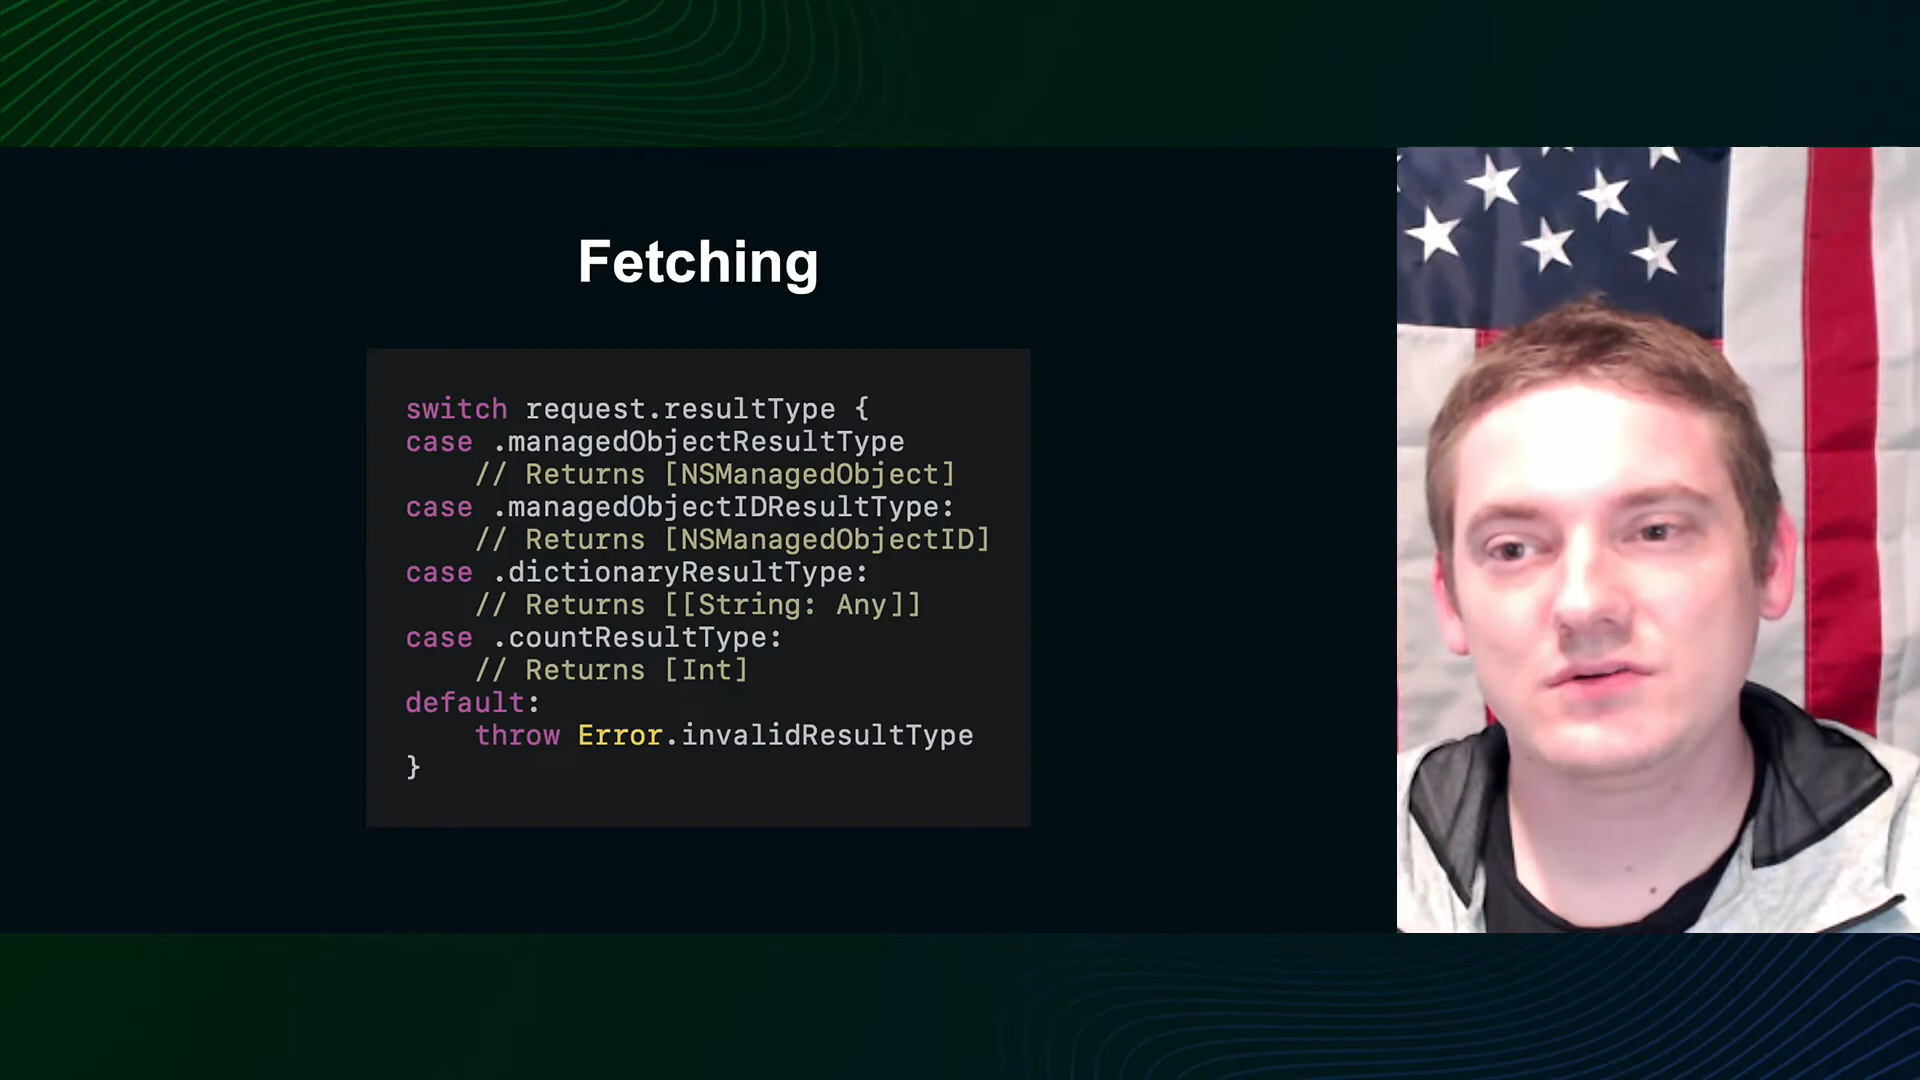 Fetching
switch request.resultType {
case .managedObjectResultType
// Returns [NSManagedObject]
case .managedObjectIDResultType:
// Returns [NSManagedObjectID]
case .dictionaryResultType:
// Returns [[String: Any]]
case .countResultType:
// Returns [Int]
default:
throw Error.invalidResultType
}